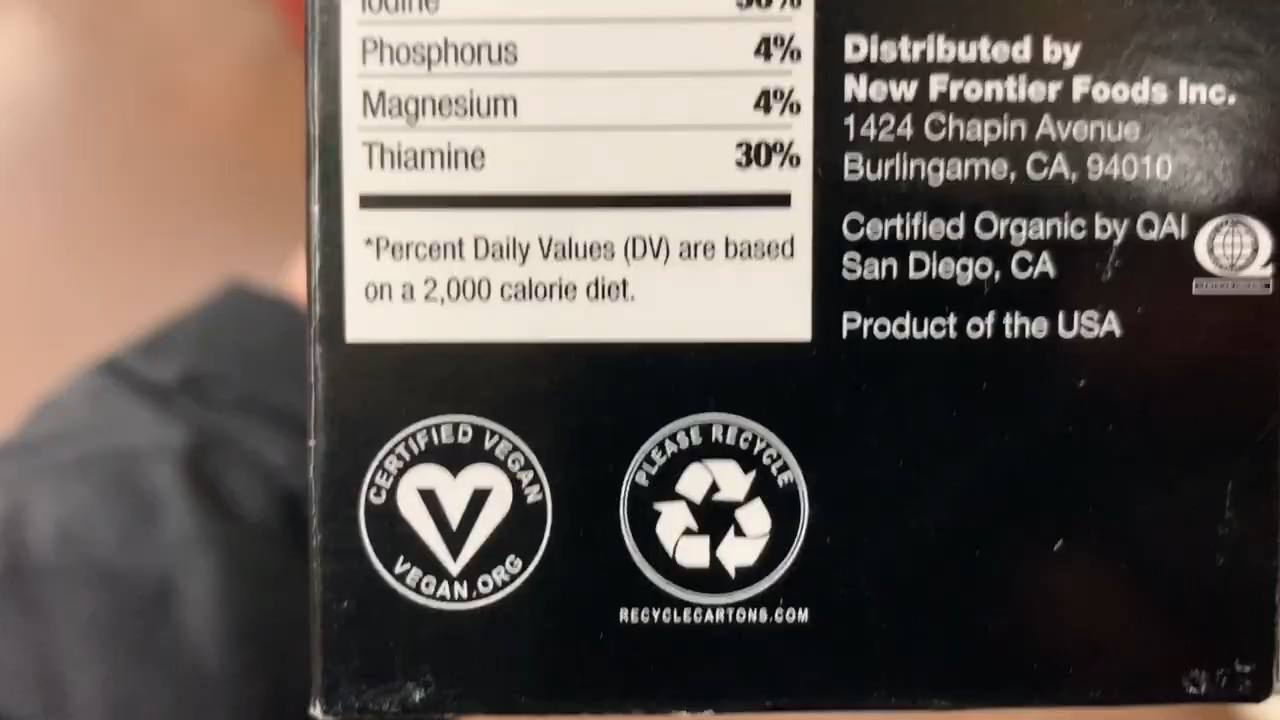 Iodine
Phosphorus 4%
Magnesium 4%
Thiamine 30%
*Percent Daily Values (DV) are based
on a 2,000 calorie diet.
Distributed by
New Frontier Foods Inc.
1424 Chapin Avenue
Burlingame, CA, 94010
Certified Organic by QAI
San Diego, CA
Product of the USA
CERTIFIED VEGAN
V
VEGAN.ORG
PLEASE RECYCLE
RECYCLECARTONS.COM